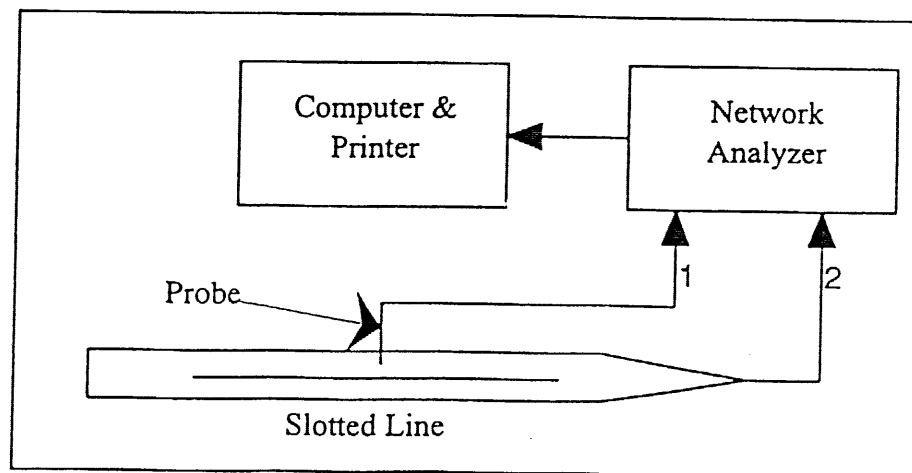 Computer &
Printer
Network
Analyzer
1
2
Probe
Slotted Line